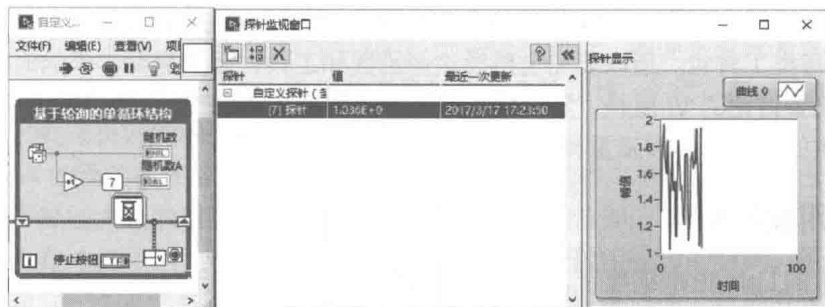 自定义...
文件(F) 编辑(E) 查看(V) 项
基于轮询的单循环结构
随机数
随机数A
+1
7
停止按钮 TF
i
探针监视窗口
探针 值 最近一次更新
自定义探针
[7] 探针 1.036E+0 2017/3/17 17:23:50
探针显示
曲线 0
幅值
2
1.8
1.6
1.4
1.2
1
0 100
时间